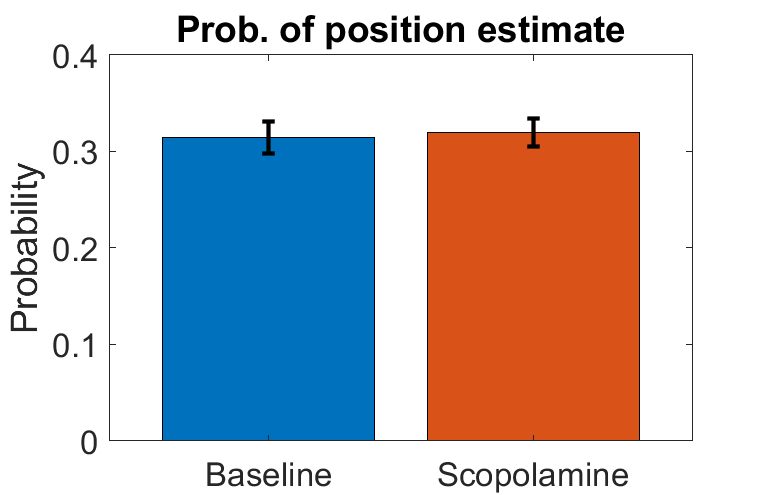 Prob. of position estimate
Probability
0.4
0.3
0.2
0.1
0
Baseline
Scopolamine